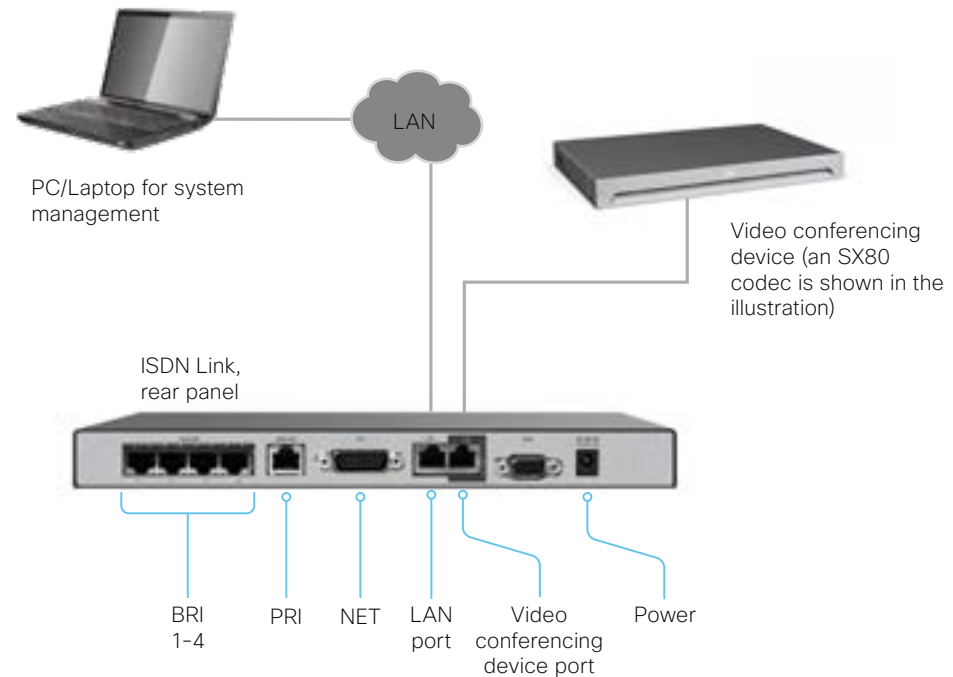 LAN
PC/Laptop for system
management
Video conferencing
device (an SX80
codec is shown in the
illustration)
ISDN Link,
rear panel
BRI
1-4
PRI
NET
LAN
port
Video
conferencing
device port
Power